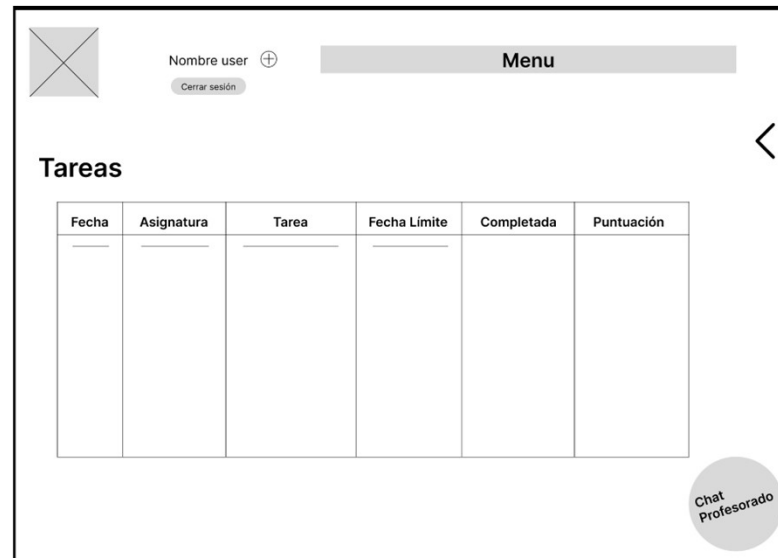 Nombre user
Menu
Cerrar sesión
Tareas
Fecha
Asignatura
Tarea
Fecha Límite
Completada
Puntuación
Chat
Profesorado